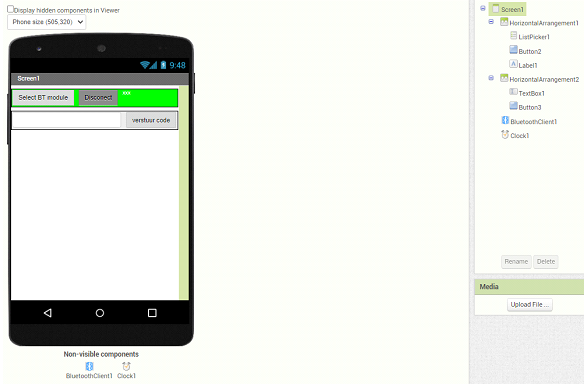 Display hidden components in Viewer
Phone size (505,320)
9:48
Screen1
Select BT module
Disconect
xxx
verstuur code
Non-visible components
BluetoothClient1
Clock1
Screen1
HorizontalArrangement1
ListPicker1
Button2
Label1
HorizontalArrangement2
TextBox1
Button3
BluetoothClient1
Clock1
Rename
Delete
Media
Upload File ...